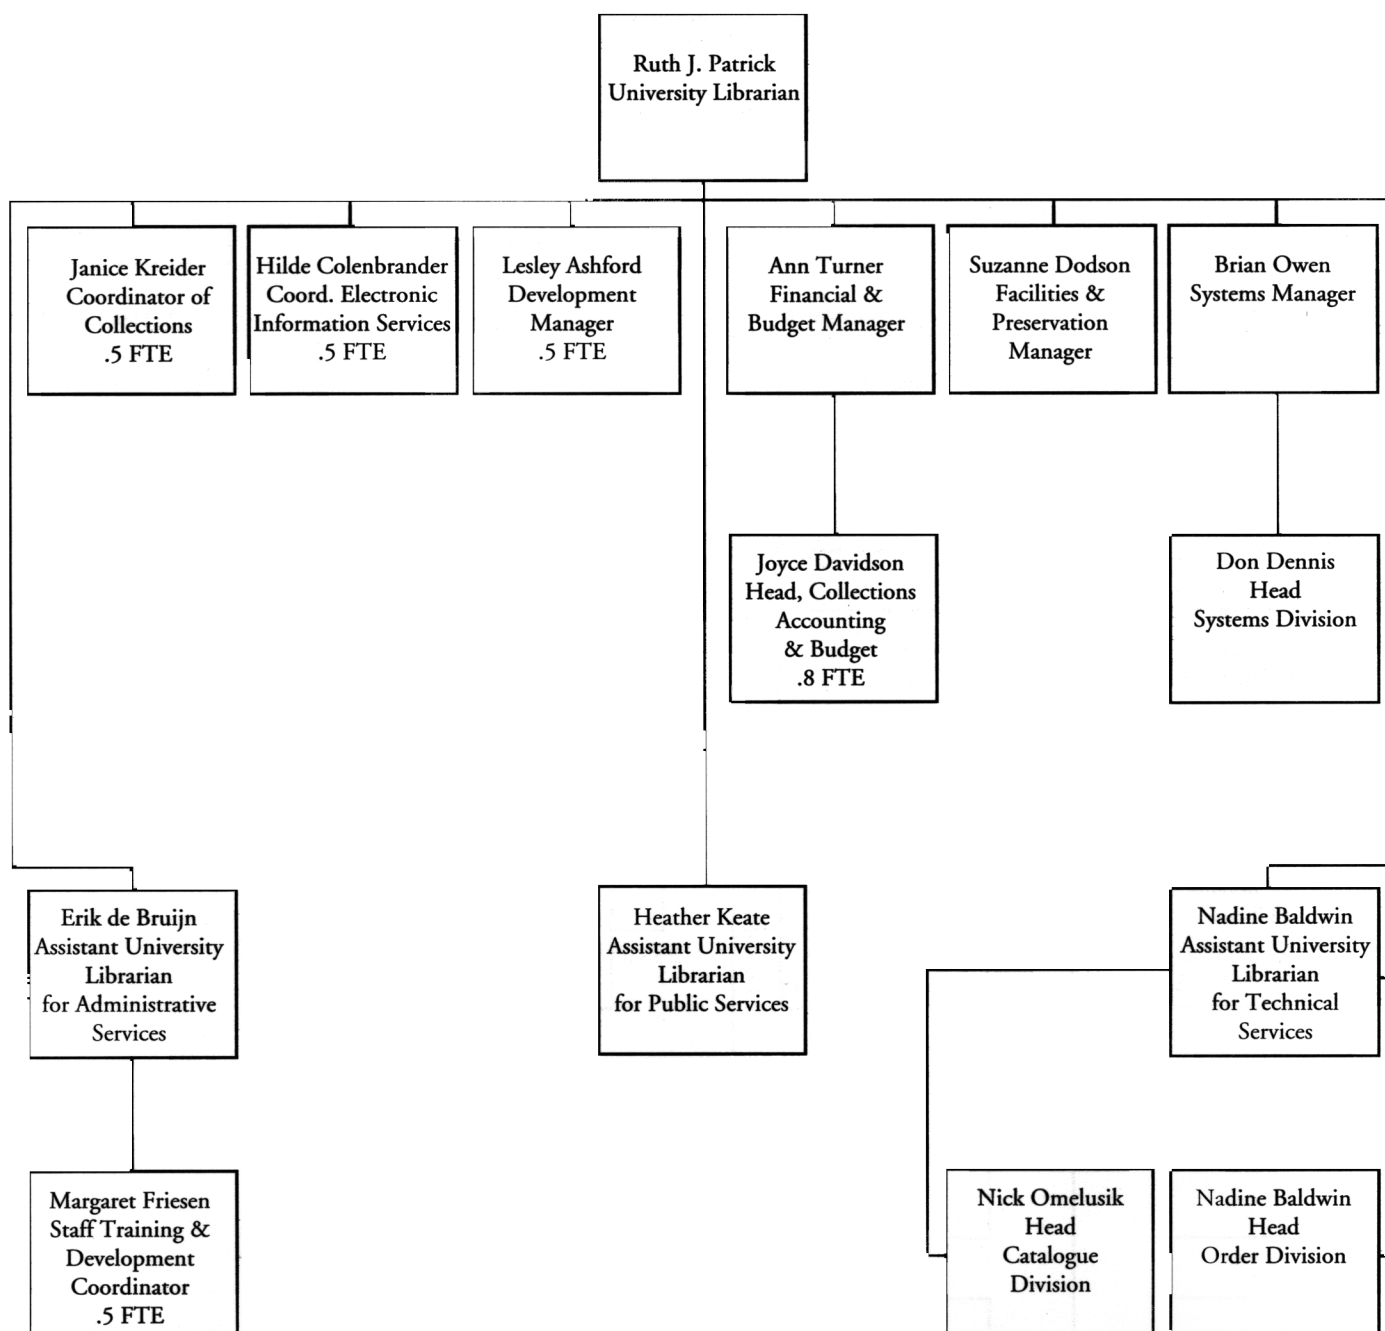 Ruth J. Patrick
University Librarian
Janice Kreider
Coordinator of
Collections
.5 FTE
Hilde Colenbrander
Coord. Electronic
Information Services
.5 FTE
Lesley Ashford
Development
Manager
.5 FTE
Ann Turner
Financial &
Budget Manager
Suzanne Dodson
Facilities &
Preservation
Manager
Brian Owen
Systems Manager
Joyce Davidson
Head, Collections
Accounting
& Budget
.8 FTE
Don Dennis
Head
Systems Division
Erik de Bruijn
Assistant University
Librarian
for Administrative
Services
Heather Keate
Assistant University
Librarian
for Public Services
Nadine Baldwin
Assistant University
Librarian
for Technical
Services
Margaret Friesen
Staff Training &
Development
Coordinator
.5 FTE
Nick Omelusik
Head
Catalogue
Division
Nadine Baldwin
Head
Order Division